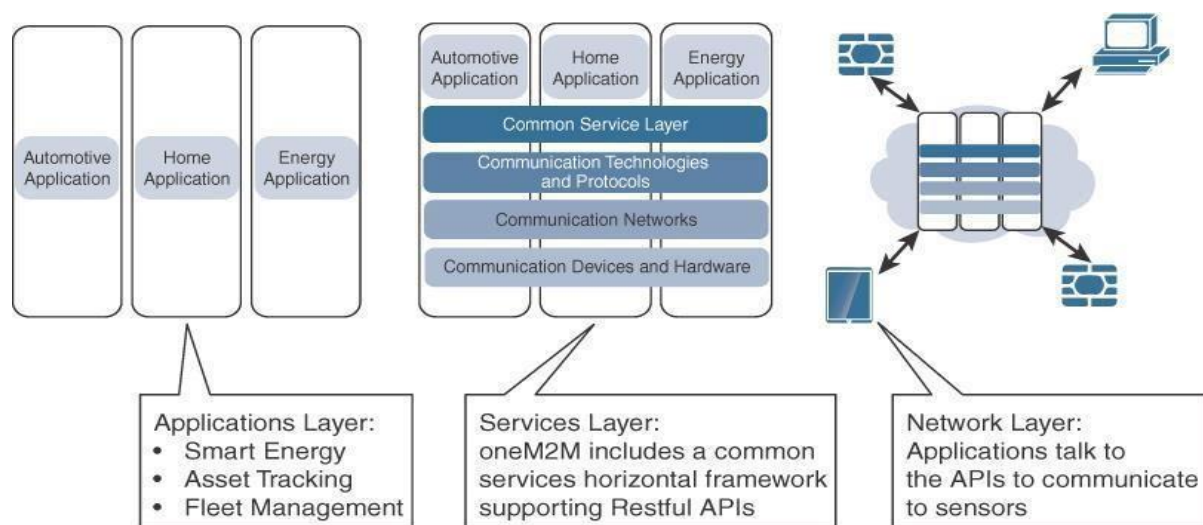 Automotive
Application
Home
Application
Energy
Application
Automotive
Application
Home
Application
Energy
Application
Common Service Layer
Communication Technologies
and Protocols
Communication Networks
Communication Devices and Hardware
Applications Layer:
• Smart Energy
• Asset Tracking
• Fleet Management
Services Layer:
oneM2M includes a common
services horizontal framework
supporting Restful APIs
Network Layer:
Applications talk to
the APIs to communicate
to sensors